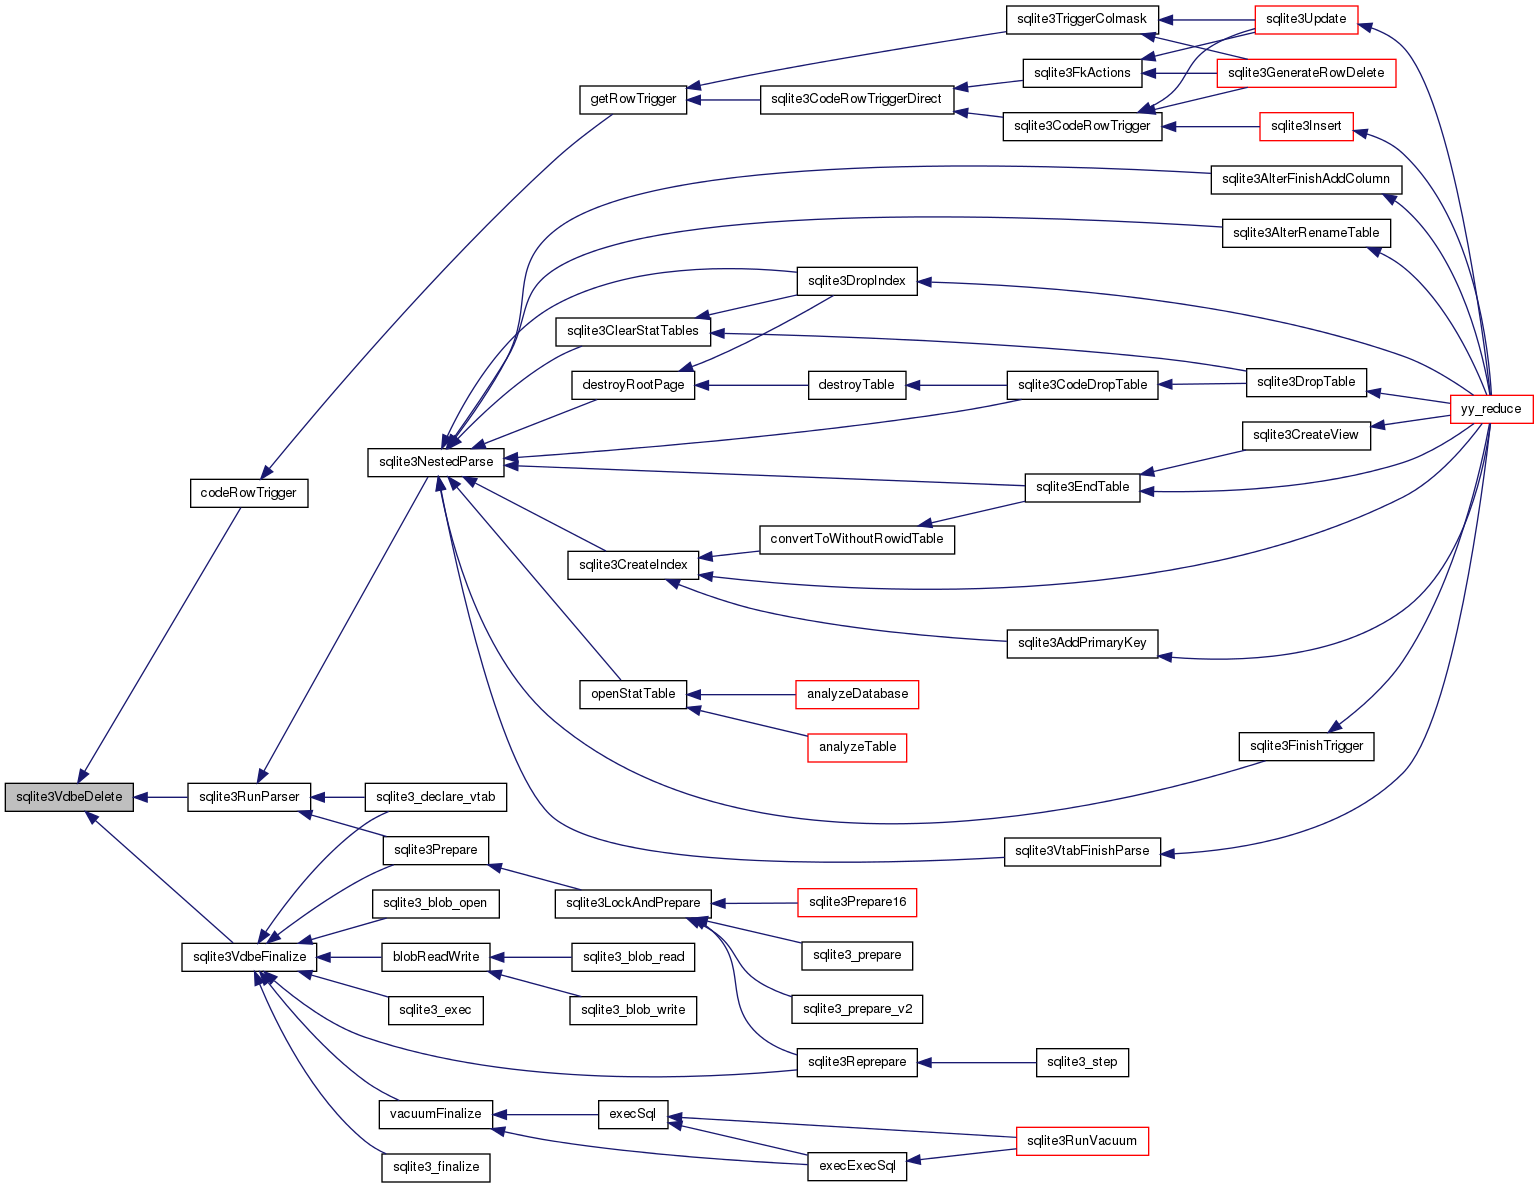 sqlite3TriggerColmask
sqlite3Update
sqlite3FkActions
sqlite3GenerateRowDelete
getRowTrigger
sqlite3CodeRowTriggerDirect
sqlite3CodeRowTrigger
sqlite3Insert
sqlite3AlterFinishAddColumn
sqlite3AlterRenameTable
sqlite3DropIndex
sqlite3ClearStatTables
destroyRootPage
destroyTable
sqlite3CodeDropTable
sqlite3DropTable
yy_reduce
sqlite3CreateView
sqlite3NestedParse
codeRowTrigger
sqlite3EndTable
convertToWithoutRowidTable
sqlite3CreateIndex
sqlite3AddPrimaryKey
openStatTable
analyzeDatabase
analyzeTable
sqlite3FinishTrigger
sqlite3VdbeDelete
sqlite3RunParser
sqlite3_declare_vtab
sqlite3Prepare
sqlite3VtabFinishParse
sqlite3_blob_open
sqlite3LockAndPrepare
sqlite3Prepare16
sqlite3VdbeFinalize
blobReadWrite
sqlite3_blob_read
sqlite3_prepare
sqlite3_exec
sqlite3_blob_write
sqlite3_prepare_v2
sqlite3Reprepare
sqlite3_step
vacuumFinalize
execSql
sqlite3RunVacuum
sqlite3_finalize
execExecSql